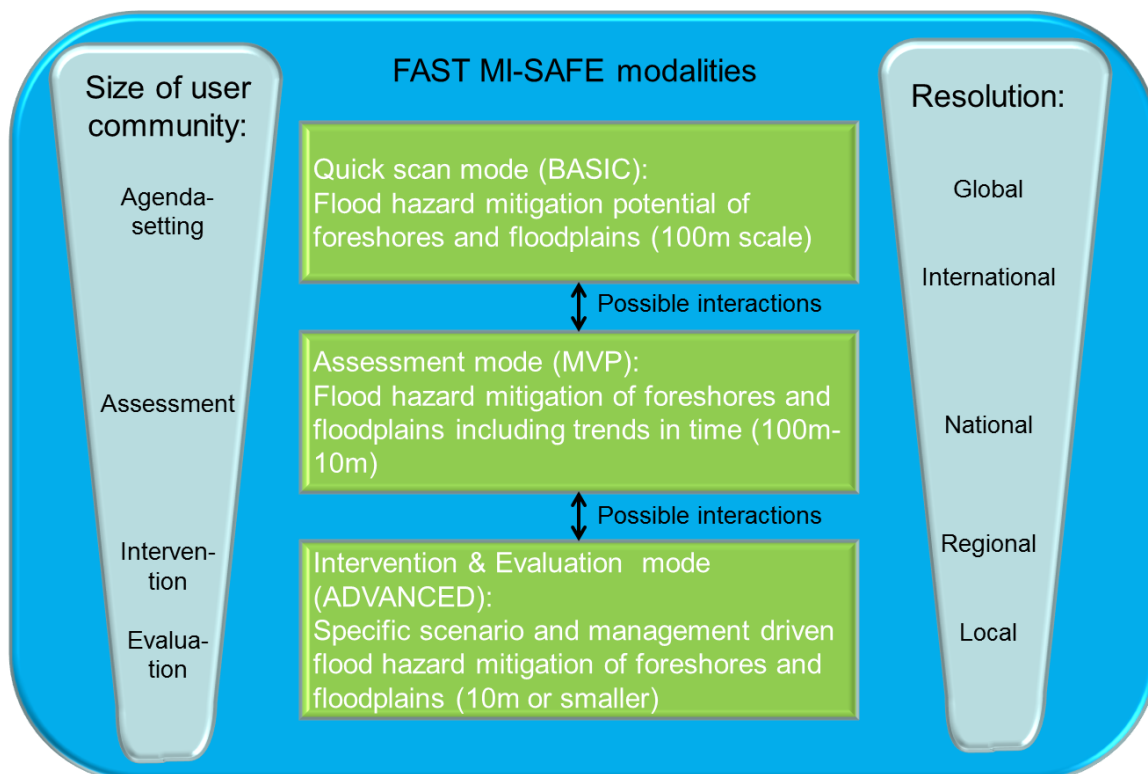 FAST MI-SAFE modalities
Size of user
community:
Agenda-
setting
Assessment
Interven-
tion
Evalua-
tion
Quick scan mode (BASIC):
Flood hazard mitigation potential of
foreshores and floodplains (100m scale)
Possible interactions
Assessment mode (MVP):
Flood hazard mitigation of foreshores and
floodplains including trends in time (100m-
10m)
Possible interactions
Intervention & Evaluation  mode
(ADVANCED):
Specific scenario and management driven
flood hazard mitigation of foreshores and
floodplains (10m or smaller)
Resolution:
Global
International
National
Regional
Local